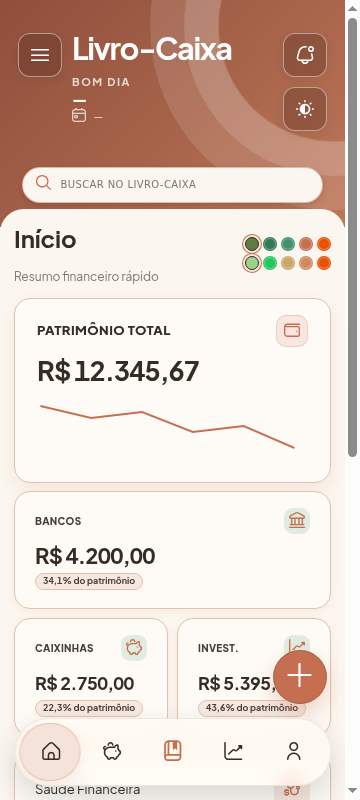 Livro-Caixa
BOM DIA
—
—
BUSCAR NO LIVRO-CAIXA
Início
Resumo financeiro rápido
PATRIMÔNIO TOTAL
R$ 12.345,67
BANCOS
R$ 4.200,00
34,1% do patrimônio
CAIXINHAS
R$ 2.750,00
22,3% do patrimônio
INVEST.
R$ 5.395,
43,6% do patrimônio
Saúde Financeira